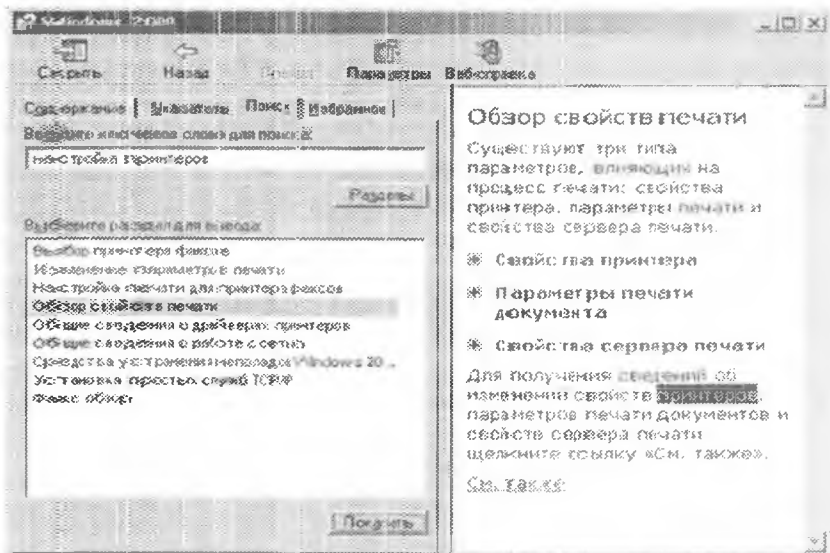 Windows 2000
Скрыть Назад Параметры Веб-справка
Содержание Указатель Поиск Избранное
Введите ключевое слово для поиска:
настройка принтеров
Разделы
Выберите раздел для вывода:
Выбор принтера факсов
Изменение параметров печати
Настройка печати для принтера факсов
Обзор свойств печати
Общие сведения о драйверах принтеров
Общие сведения о работе с сетью
Средства устранения неполадок Windows 20...
Установка простых служб TCP/IP
Факс обзор
Показать
Обзор свойств печати
Существуют три типа
параметров, влияющих на
процесс печати: свойства
принтера, параметры печати и
свойства сервера печати.
Свойства принтера
Параметры печати
документа
Свойства сервера печати
Для получения сведений об
изменении свойств принтеров,
параметров печати документов и
свойств сервера печати
щелкните ссылку «См. также».
См. также